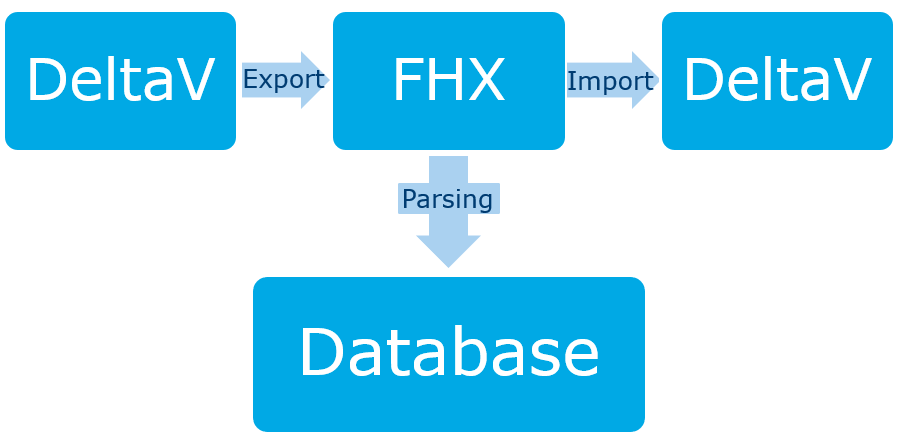 DeltaV
Export
FHX
Import
DeltaV
Parsing
Database